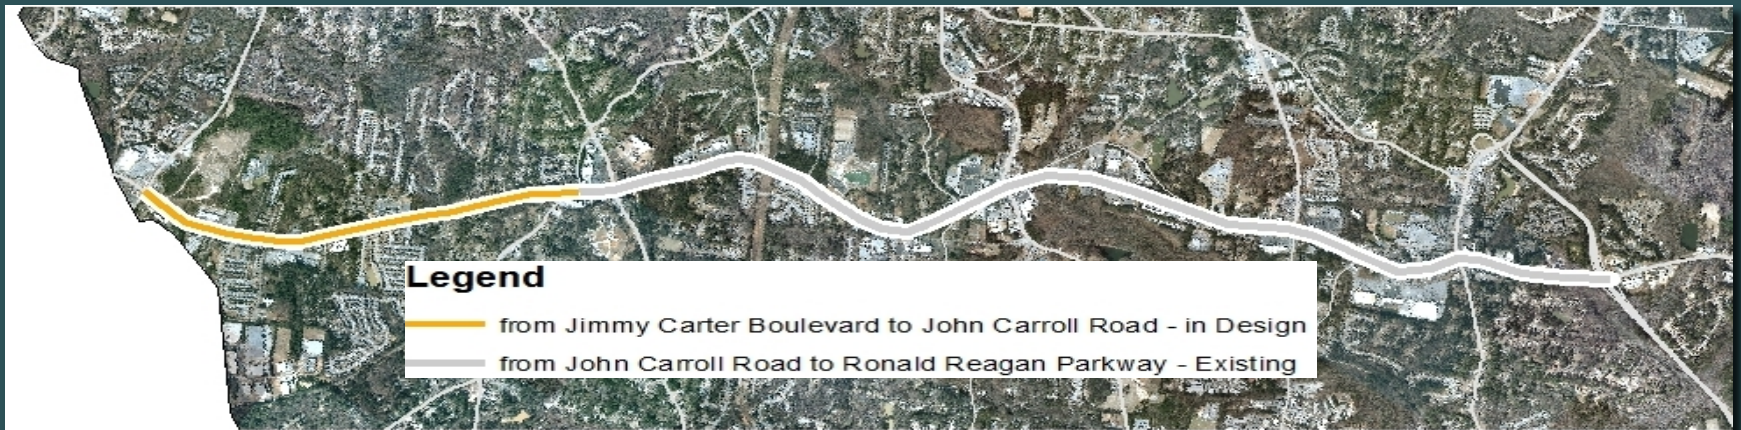 Legend
from Jimmy Carter Boulevard to John Carroll Road - in Design
from John Carroll Road to Ronald Reagan Parkway - Existing